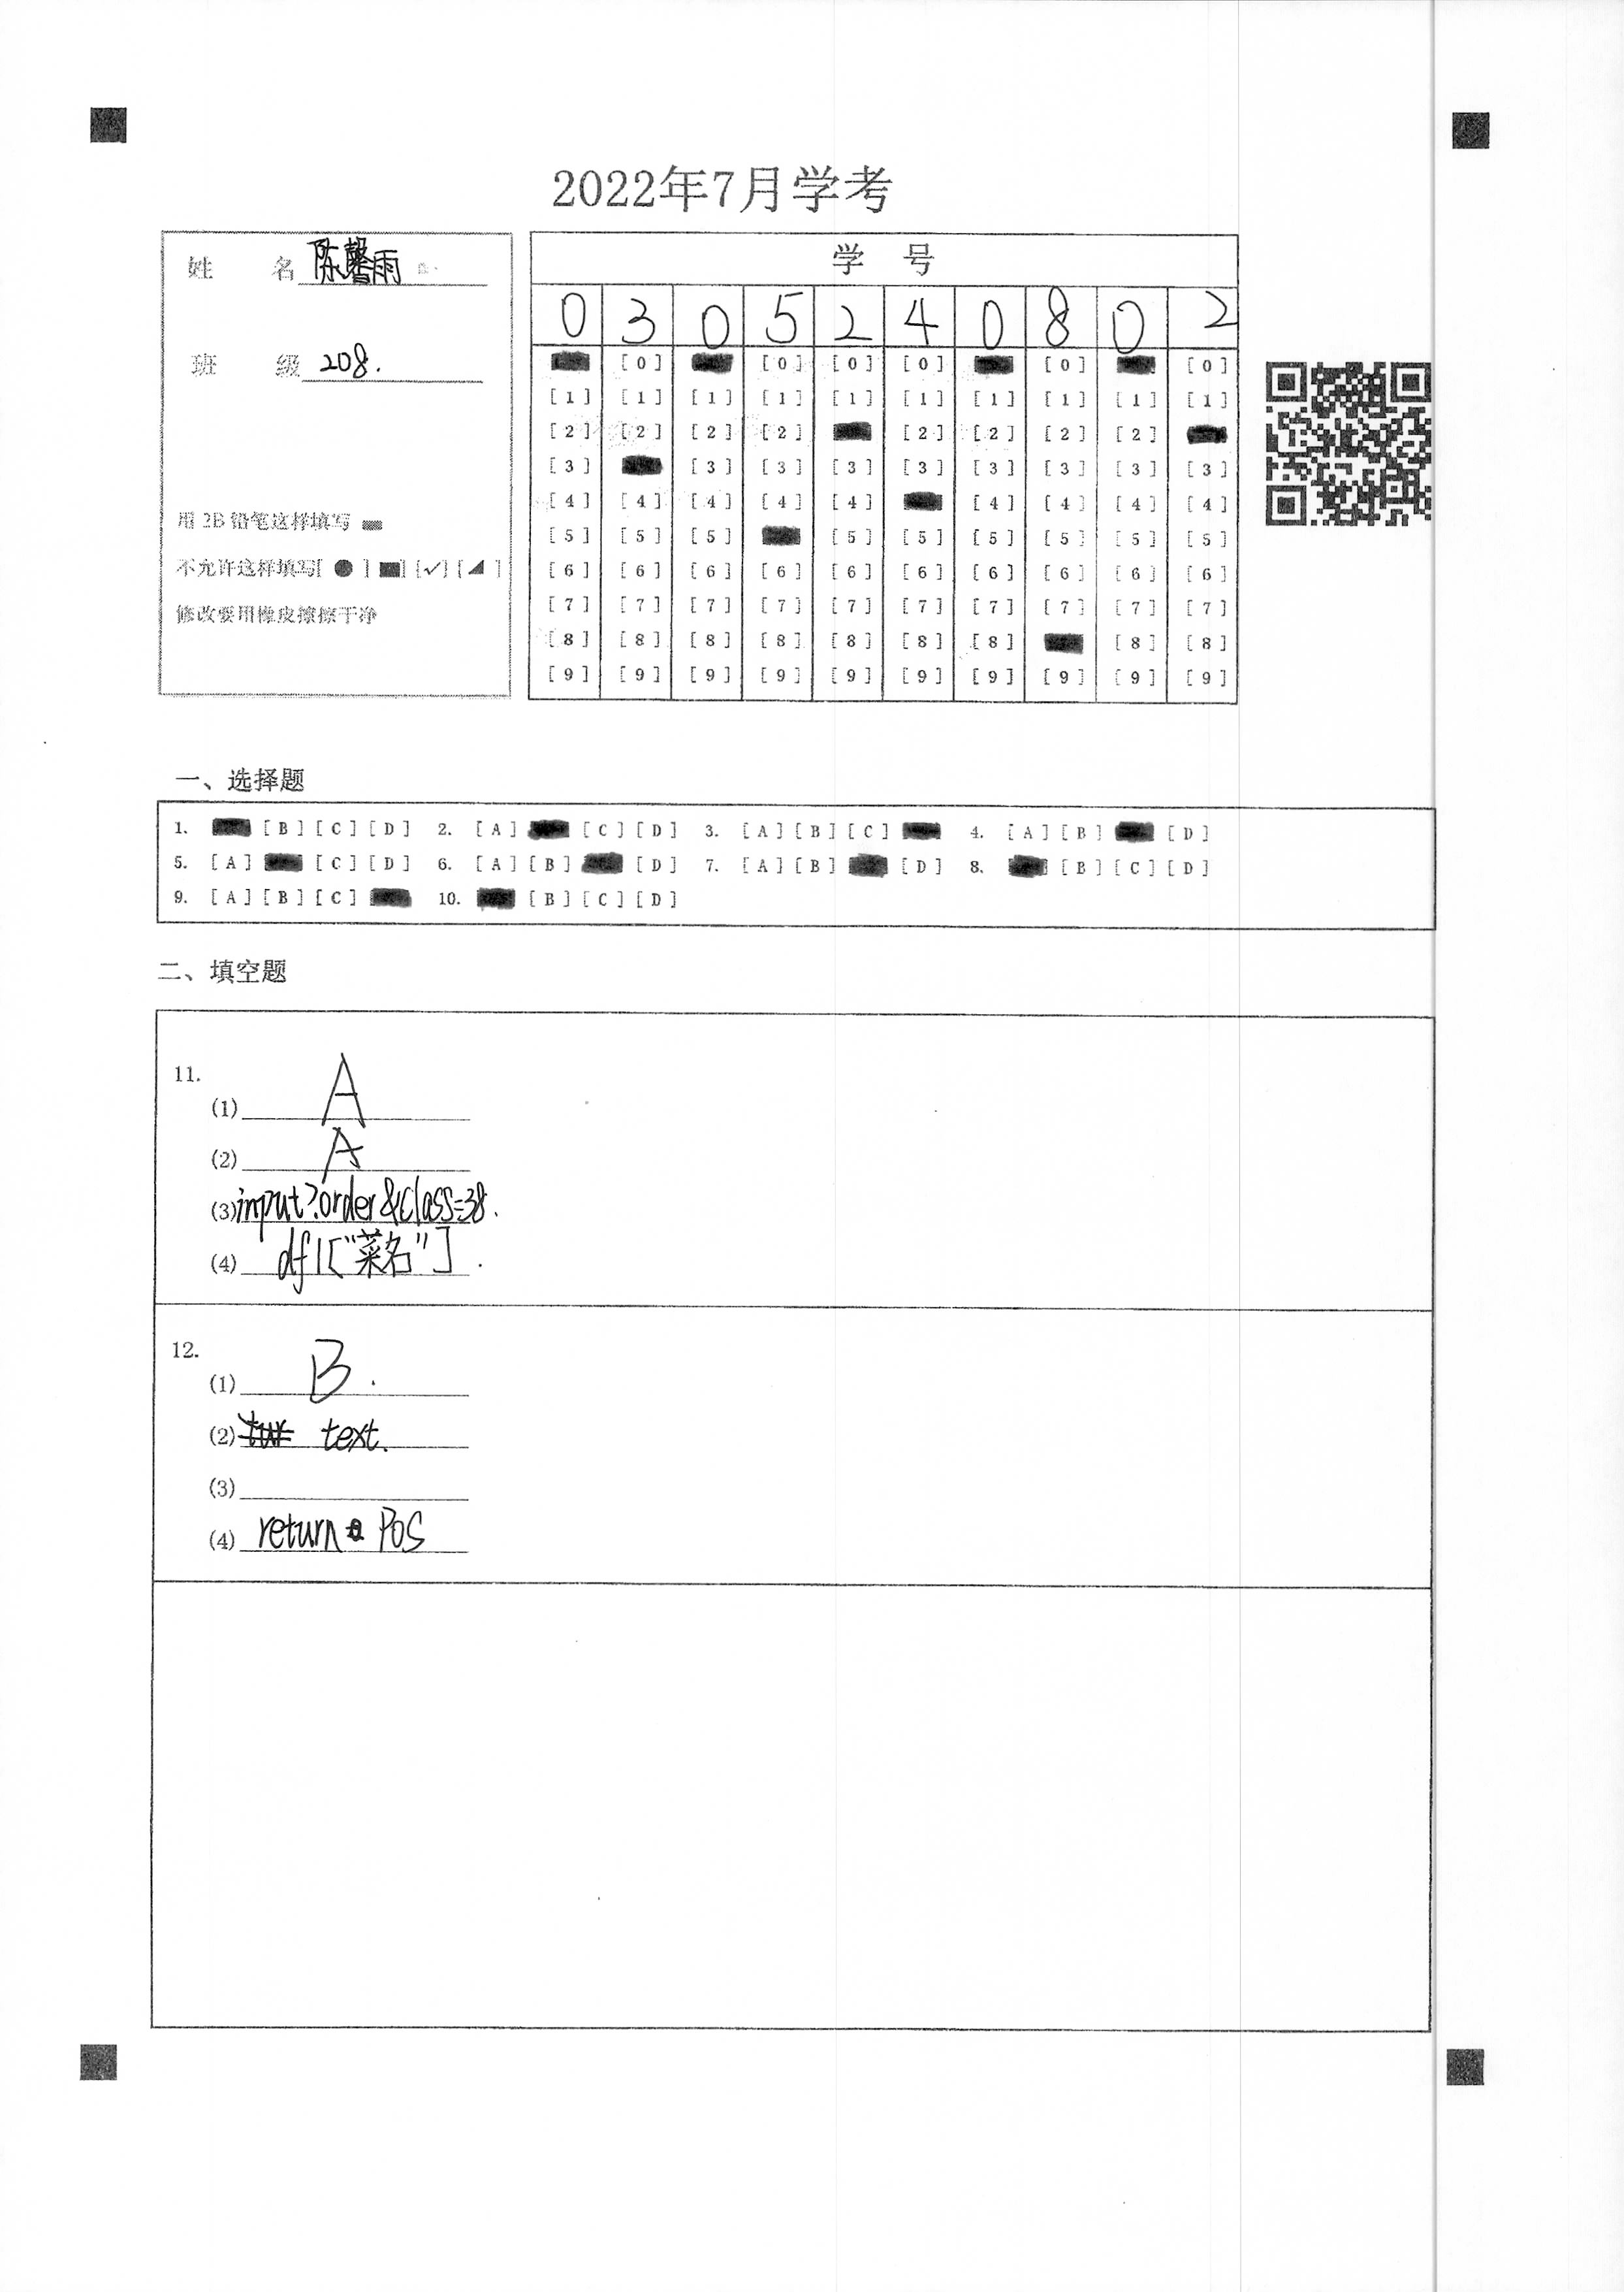 2022年7月学考
姓 名 陈馨雨
班 级 208.
用2B铅笔这样填写
不允许这样填写[ ● ] [■] [✓] [◢ ]
修改要用橡皮擦擦干净
学 号
0 3 0 5 2 4 0 8 0 2
[0] [0] [0] [0] [0] [0]
[1] [1] [1] [1] [1] [1] [1] [1] [1] [1]
[2] [2] [2] [2] [2] [2] [2] [2]
[3] [3] [3] [3] [3] [3] [3] [3] [3]
[4] [4] [4] [4] [4] [4] [4] [4] [4]
[5] [5] [5] [5] [5] [5] [5] [5] [5]
[6] [6] [6] [6] [6] [6] [6] [6] [6] [6]
[7] [7] [7] [7] [7] [7] [7] [7] [7] [7]
[8] [8] [8] [8] [8] [8] [8] [8] [8]
[9] [9] [9] [9] [9] [9] [9] [9] [9] [9]
一、选择题
1. [B] [C] [D] 2. [A] [C] [D] 3. [A] [B] [C] 4. [A] [B] [D]
5. [A] [C] [D] 6. [A] [B] [D] 7. [A] [B] [D] 8. [B] [C] [D]
9. [A] [B] [C] 10. [B] [C] [D]
二、填空题
11.
(1) A
(2) A
(3) input?order&class=38.
(4) df1["菜名"].
12.
(1) B.
(2) text.
(3)
(4) return Pos